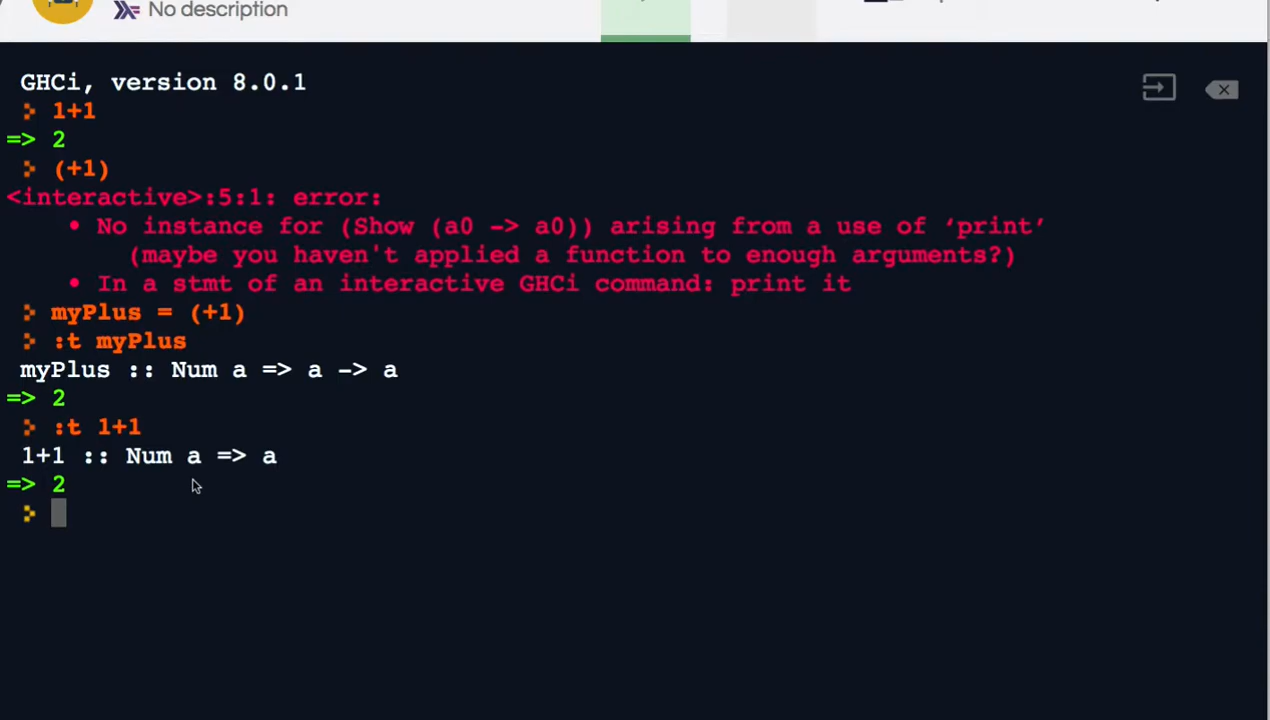 No description
GHCi, version 8.0.1
1+1
=> 2
(+1)
<interactive>:5:1: error:
• No instance for (Show (a0 -> a0)) arising from a use of ‘print’
(maybe you haven't applied a function to enough arguments?)
• In a stmt of an interactive GHCi command: print it
myPlus = (+1)
:t myPlus
myPlus :: Num a => a -> a
=> 2
:t 1+1
1+1 :: Num a => a
=> 2